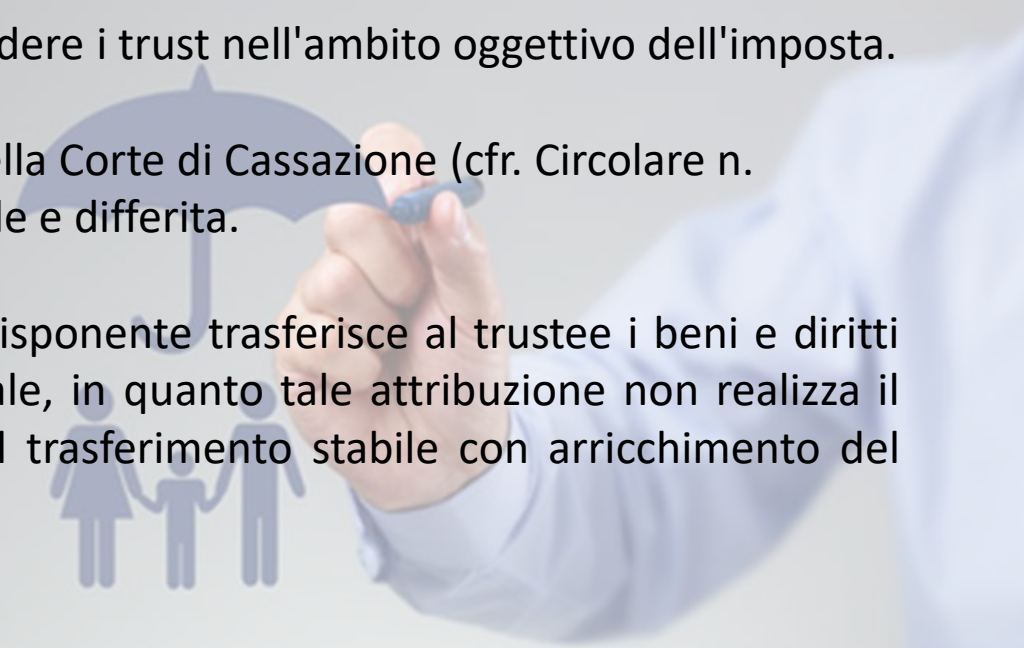 dere i trust nell'ambito oggettivo dell'imposta.
lla Corte di Cassazione (cfr. Circolare n.
le e differita.
isponente trasferisce al trustee i beni e diritti
le, in quanto tale attribuzione non realizza il
l trasferimento stabile con arricchimento del